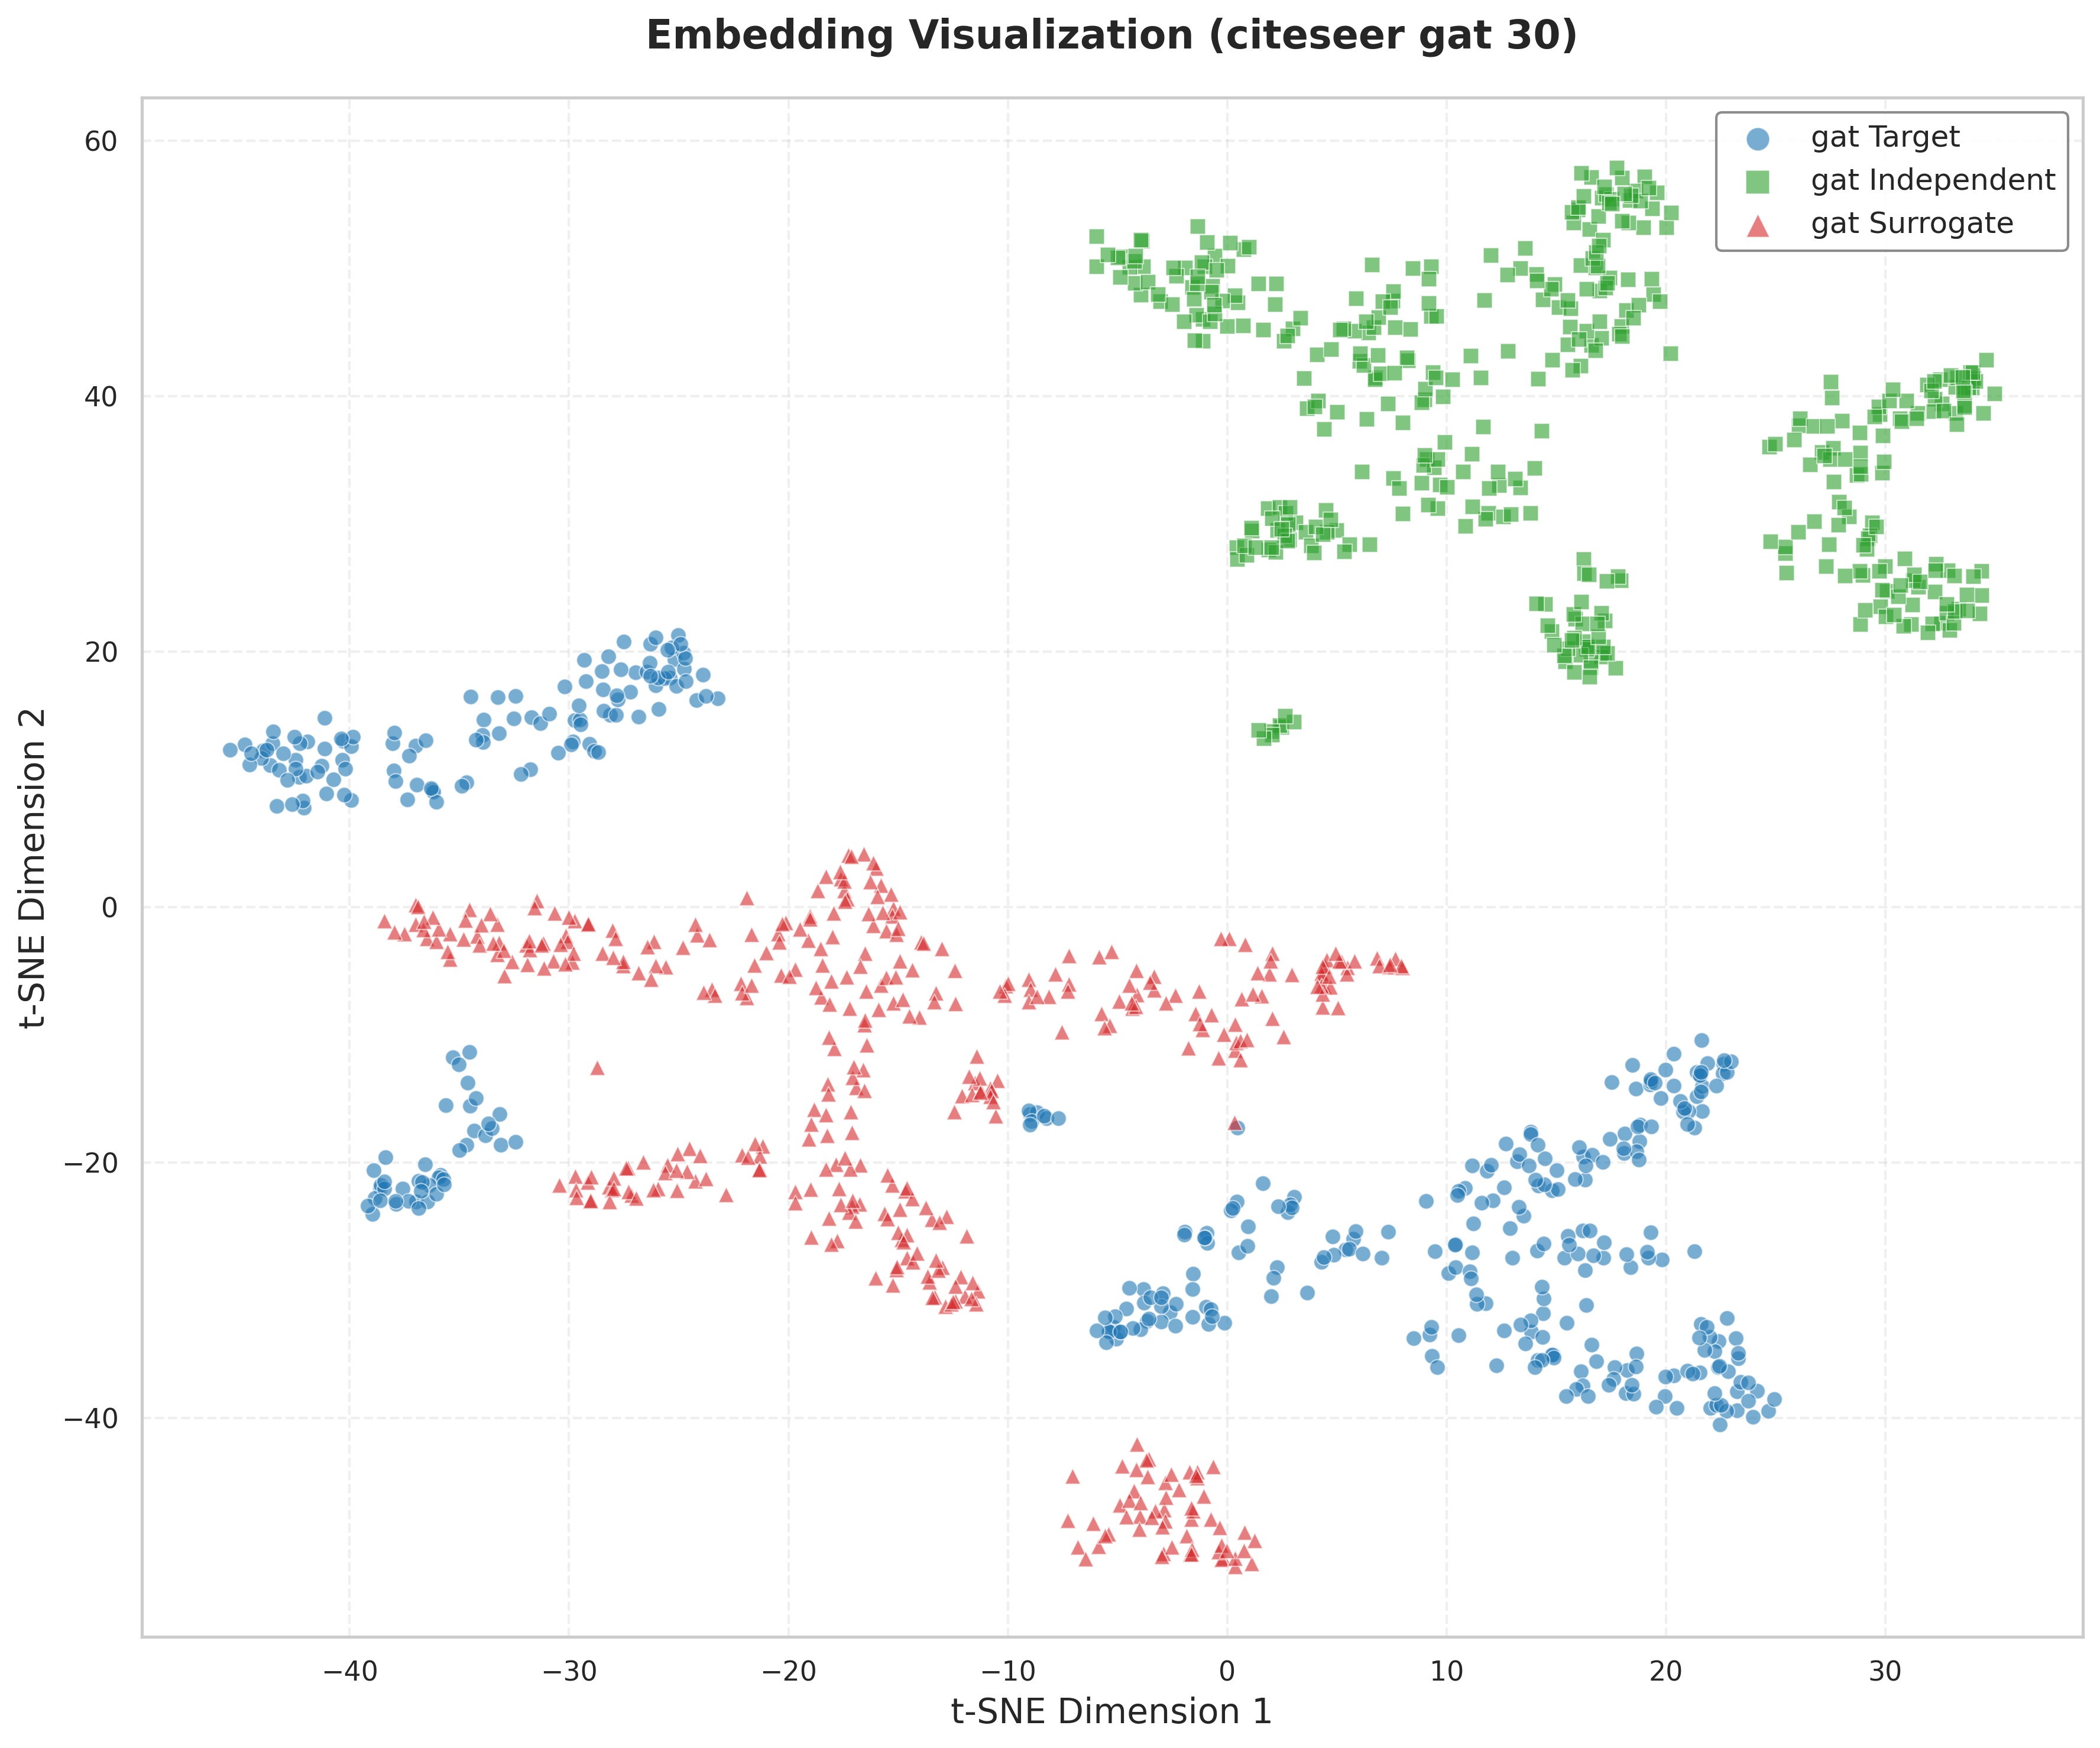 Embedding Visualization (citeseer gat 30)
gat Target
gat Independent
gat Surrogate
60
40
20
0
−20
−40
t-SNE Dimension 2
−40 −30 −20 −10 0 10 20 30
t-SNE Dimension 1